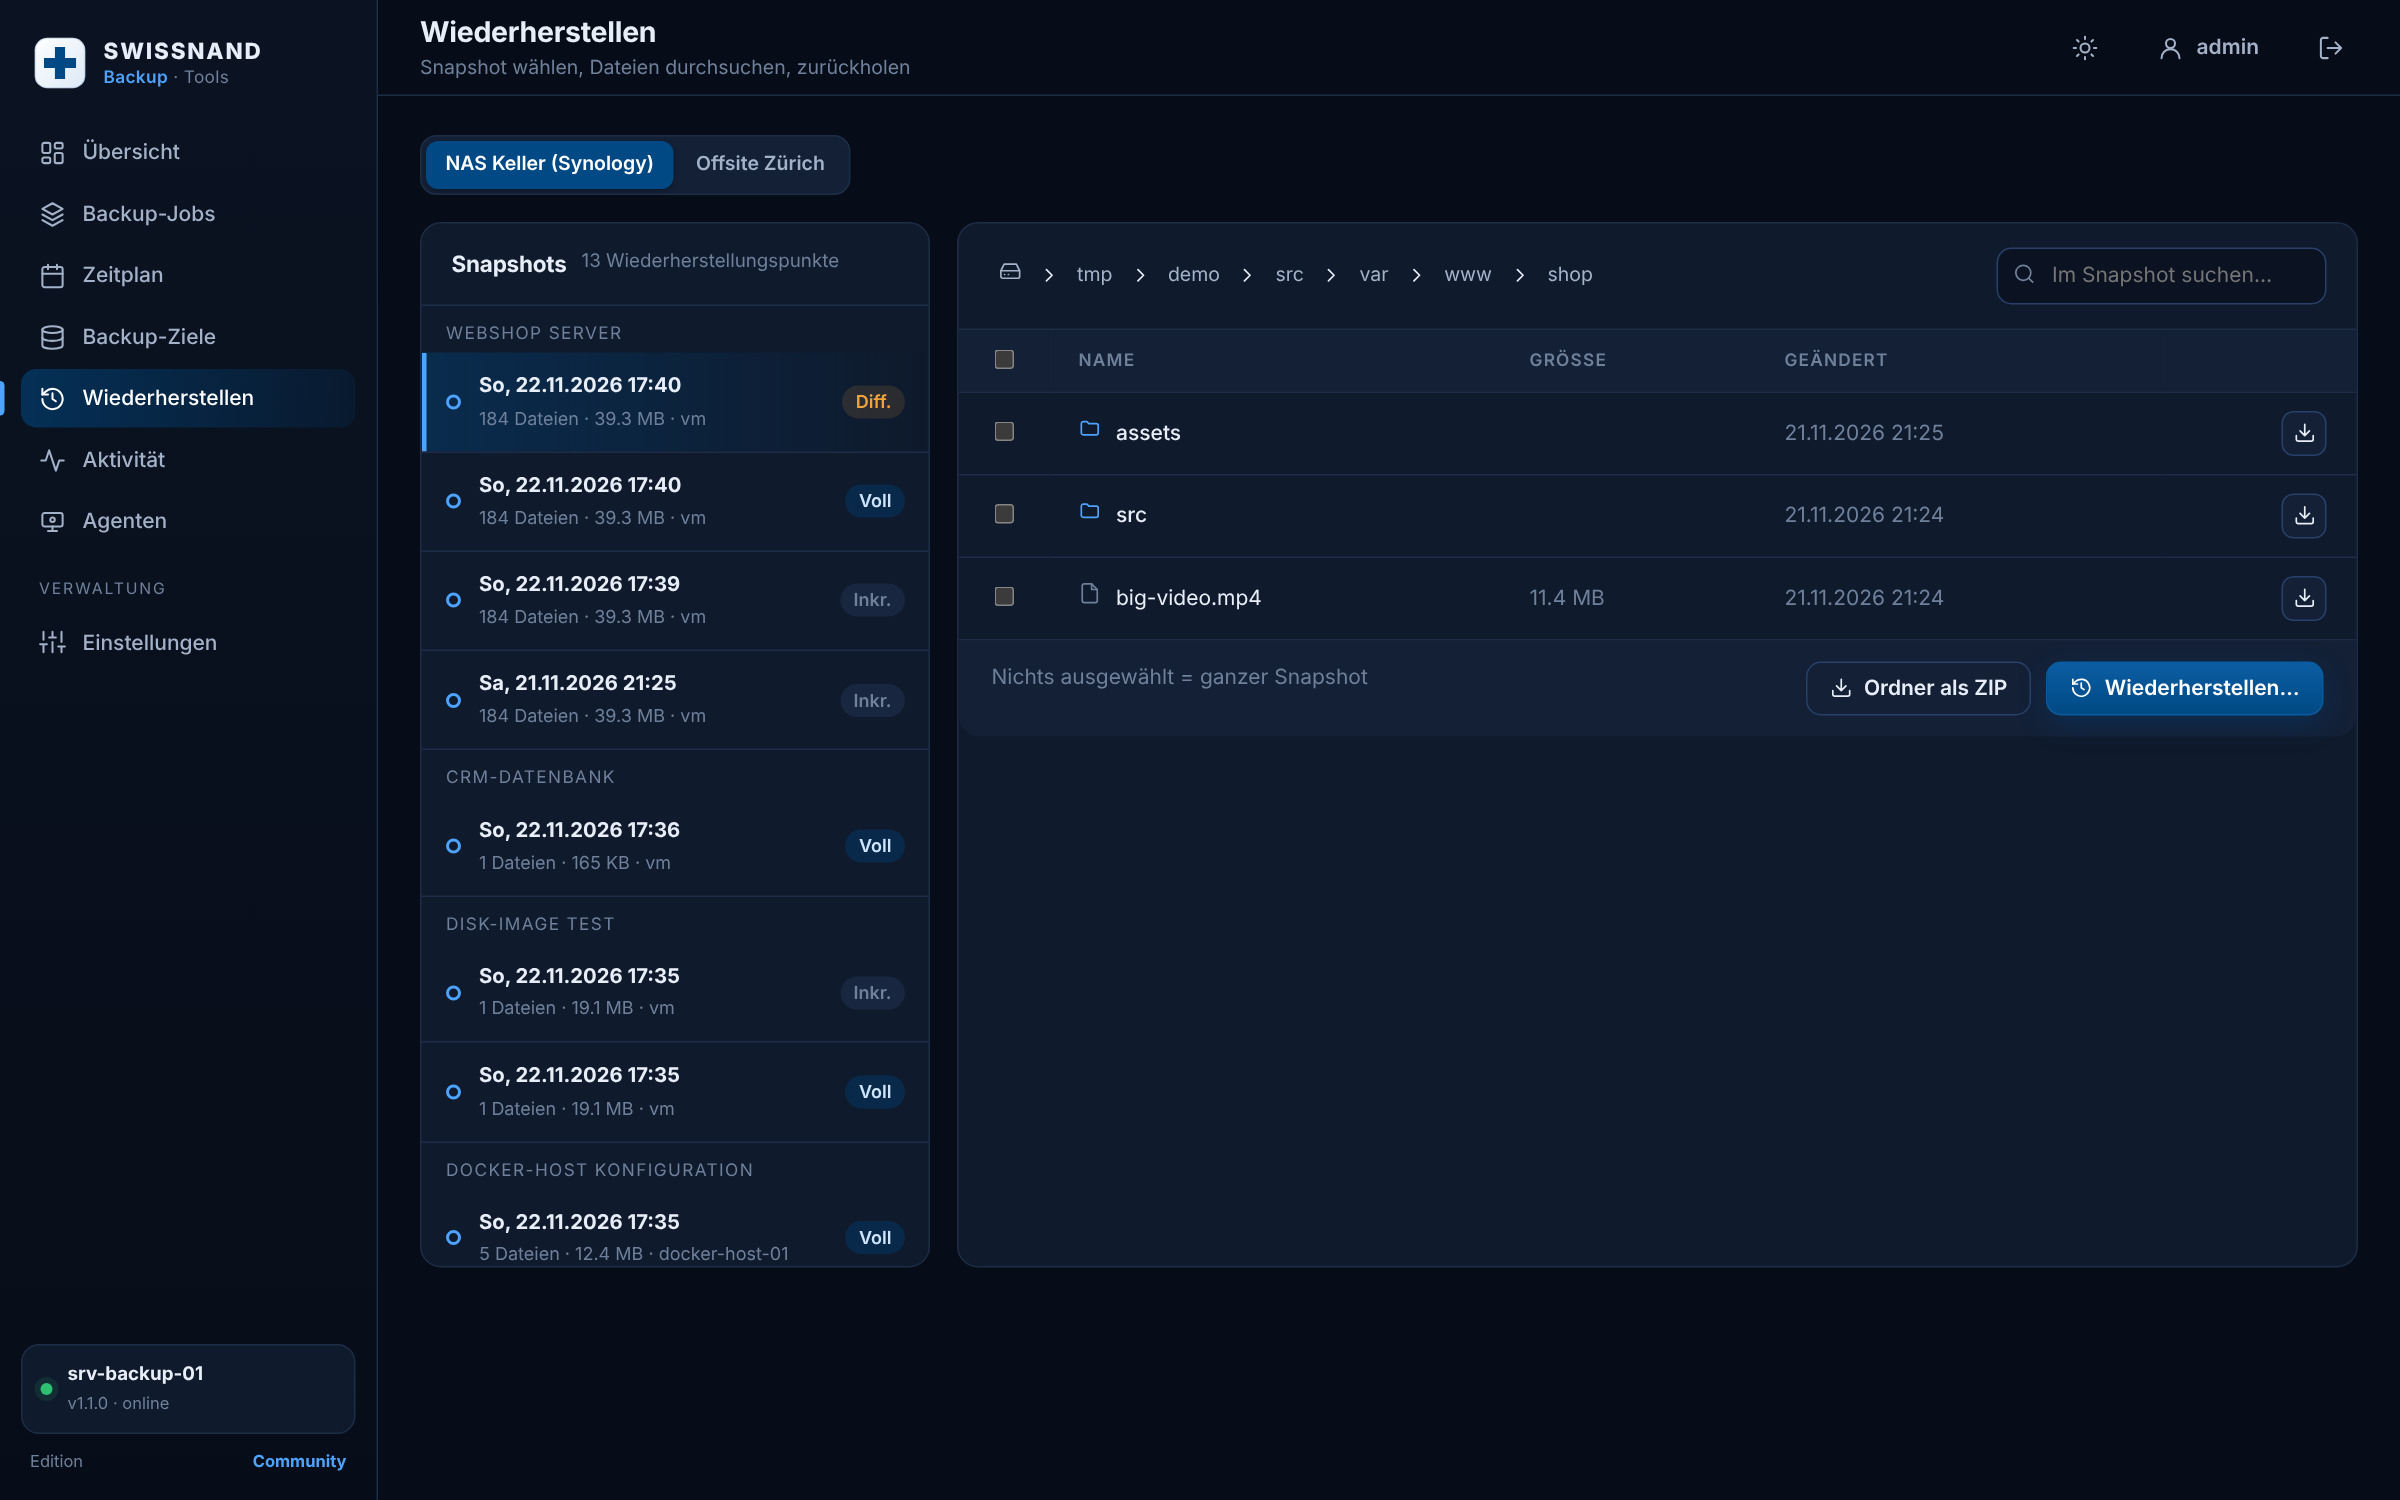 SWISSNAND
Backup · Tools
Übersicht
Backup-Jobs
Zeitplan
Backup-Ziele
Wiederherstellen
Aktivität
Agenten
VERWALTUNG
Einstellungen
srv-backup-01
v1.1.0 · online
Edition Community
Wiederherstellen
Snapshot wählen, Dateien durchsuchen, zurückholen
admin
NAS Keller (Synology) Offsite Zürich
Snapshots 13 Wiederherstellungspunkte
WEBSHOP SERVER
So, 22.11.2026 17:40
184 Dateien · 39.3 MB · vm
Diff.
So, 22.11.2026 17:40
184 Dateien · 39.3 MB · vm
Voll
So, 22.11.2026 17:39
184 Dateien · 39.3 MB · vm
Inkr.
Sa, 21.11.2026 21:25
184 Dateien · 39.3 MB · vm
Inkr.
CRM-DATENBANK
So, 22.11.2026 17:36
1 Dateien · 165 KB · vm
Voll
DISK-IMAGE TEST
So, 22.11.2026 17:35
1 Dateien · 19.1 MB · vm
Inkr.
So, 22.11.2026 17:35
1 Dateien · 19.1 MB · vm
Voll
DOCKER-HOST KONFIGURATION
So, 22.11.2026 17:35
5 Dateien · 12.4 MB · docker-host-01
Voll
tmp > demo > src > var > www > shop
Im Snapshot suchen...
NAME GRÖSSE GEÄNDERT
assets 21.11.2026 21:25
src 21.11.2026 21:24
big-video.mp4 11.4 MB 21.11.2026 21:24
Nichts ausgewählt = ganzer Snapshot
Ordner als ZIP
Wiederherstellen...